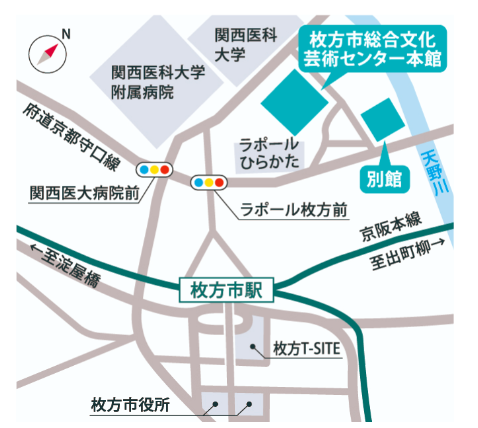 N
関西医科
大学
枚方市総合文化
芸術センター本館
関西医科大学
附属病院
府道京都守口線
ラポール
ひらかた
別館
天野川
関西医大病院前
ラポール枚方前
京阪本線
至出町柳→
←至淀屋橋
枚方市駅
枚方T-SITE
枚方市役所